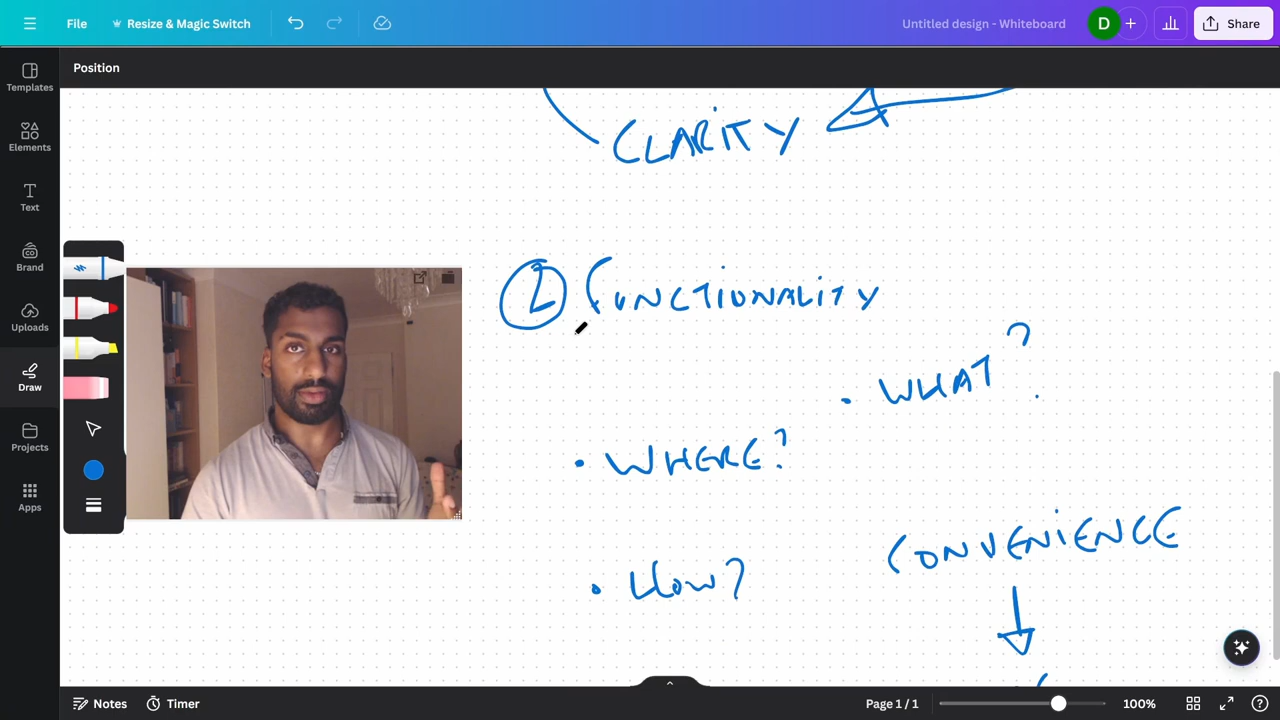 File
Resize & Magic Switch
Untitled design - Whiteboard
D
+
Share
Position
Templates
Elements
Text
Brand
Uploads
Draw
Projects
Apps
CLARITY
2 FUNCTIONALITY
• WHAT?
• WHERE?
CONVENIENCE
• How?
Notes
Timer
Page 1 / 1
100%